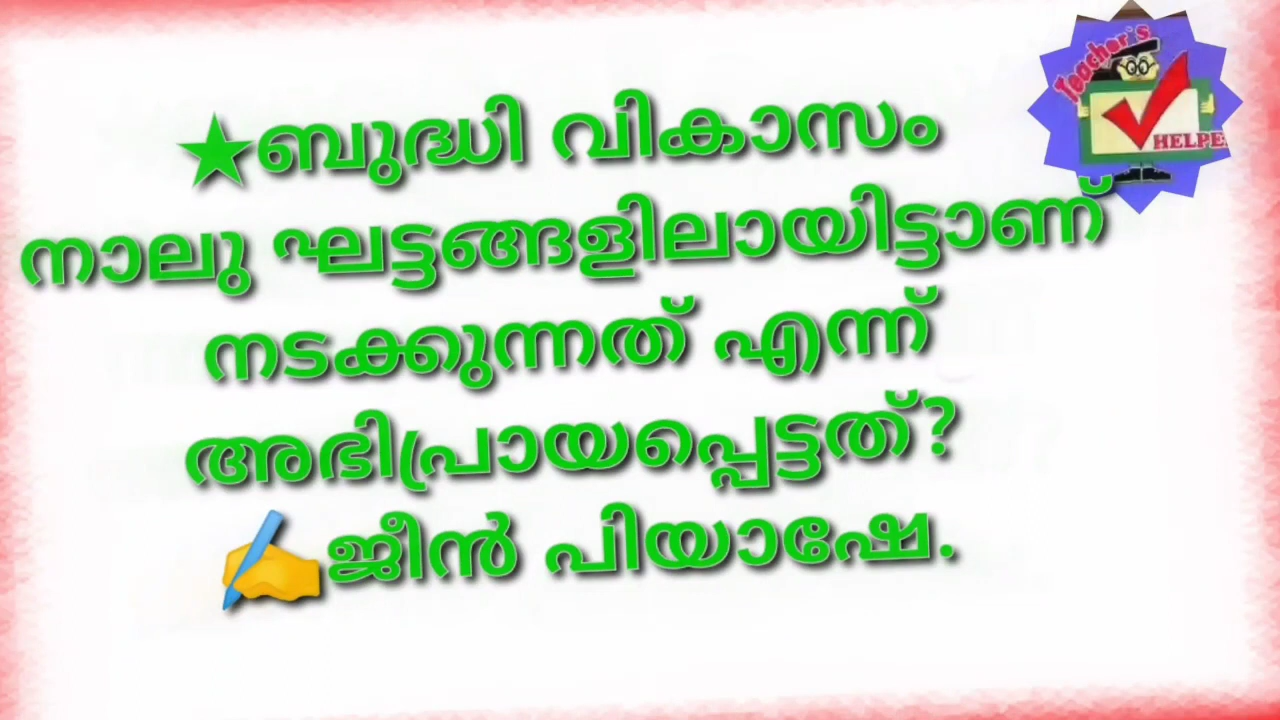 Teacher's
HELPE
★ബുദ്ധി വികാസം
നാലു ഘട്ടങ്ങളിലായിട്ടാണ്
നടക്കുന്നത് എന്ന്
അഭിപ്രായപ്പെട്ടത്?
✍ജീൻ പിയാഷേ.